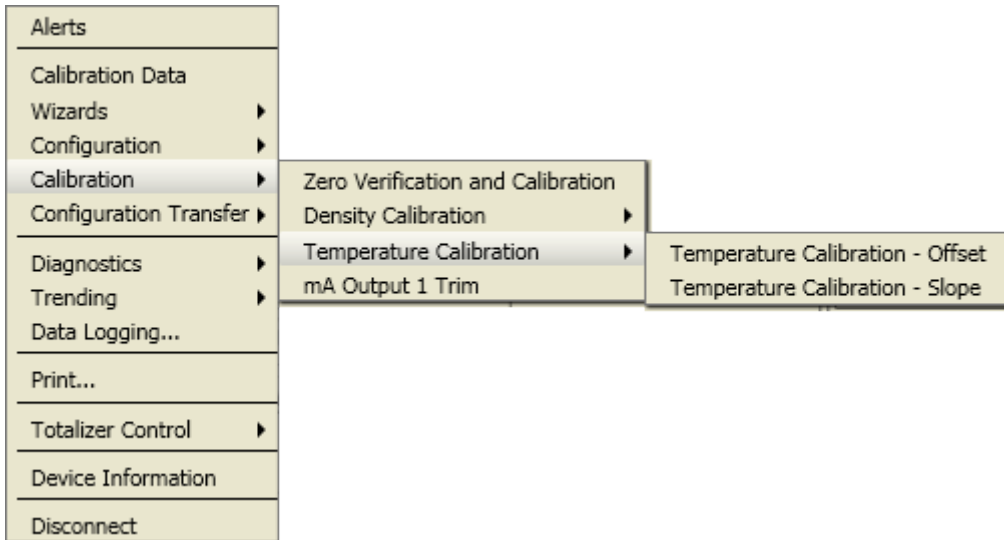 Alerts
Calibration Data
Wizards
Configuration
Calibration
Configuration Transfer
Diagnostics
Trending
Data Logging...
Print...
Totalizer Control
Device Information
Disconnect
Zero Verification and Calibration
Density Calibration
Temperature Calibration
mA Output 1 Trim
Temperature Calibration - Offset
Temperature Calibration - Slope